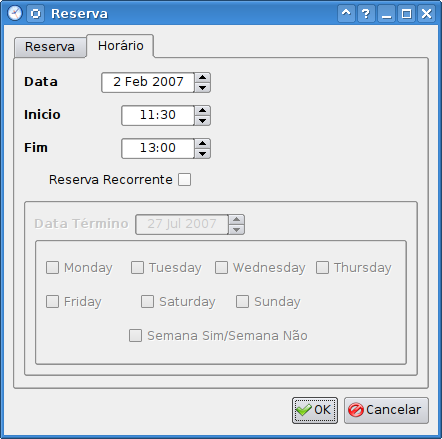 Reserva
Reserva Horário
Data 2 Feb 2007
Inicio 11:30
Fim 13:00
Reserva Recorrente
Data Término 27 Jul 2007
Monday Tuesday Wednesday Thursday
Friday Saturday Sunday
Semana Sim/Semana Não
OK Cancelar